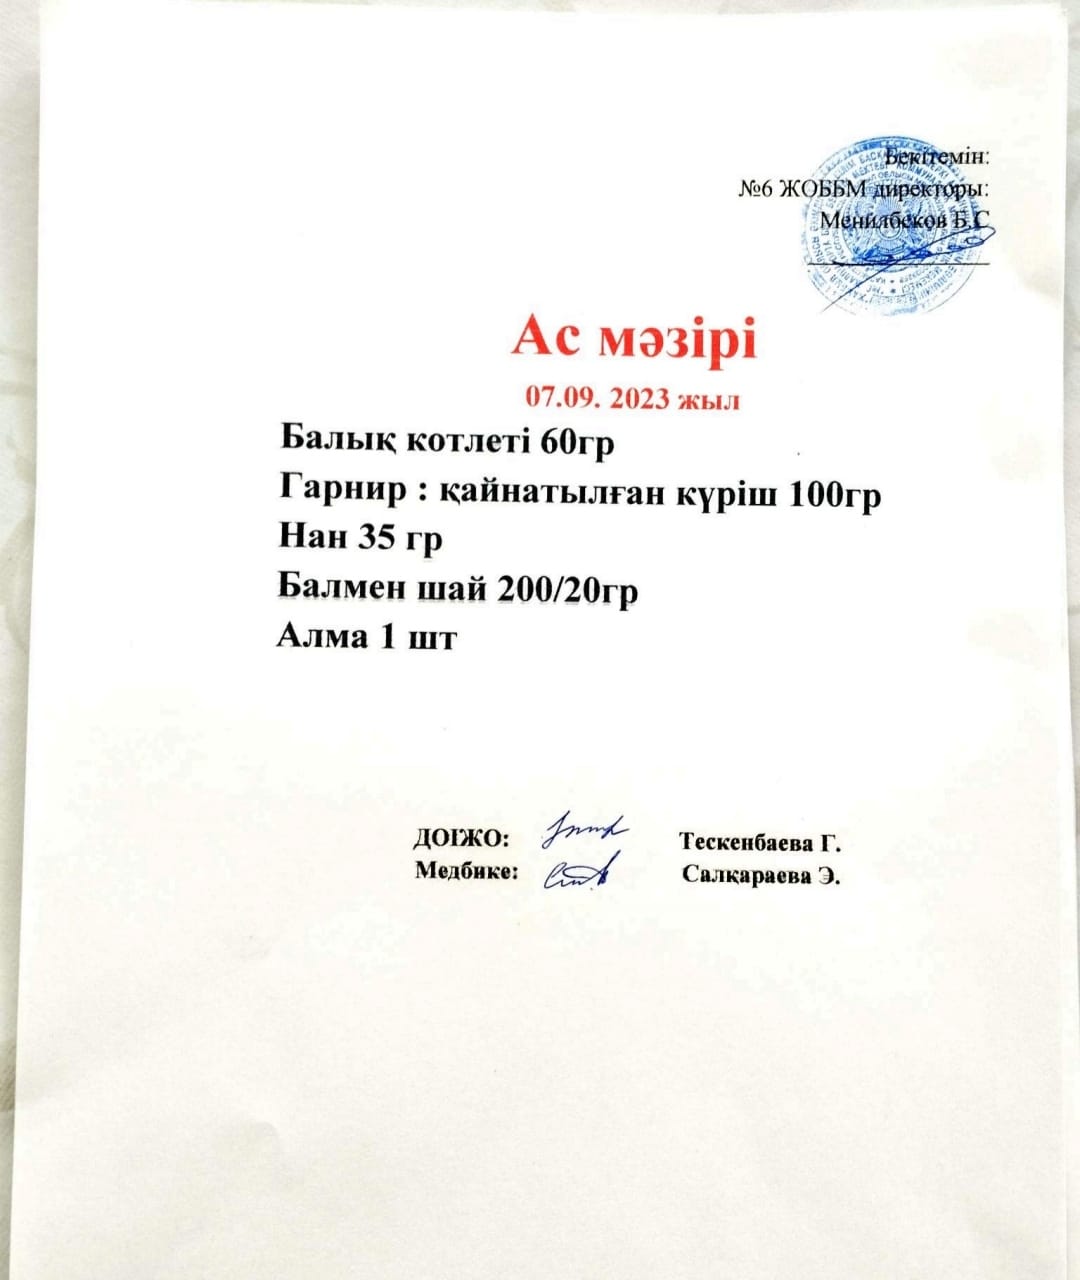 Бекітемін:
№6 ЖОББМ директоры:
Менилбеков Б.С
Ас мәзірі
07.09. 2023 жыл
Балық котлеті 60гр
Гарнир : қайнатылған күріш 100гр
Нан 35 гр
Балмен шай 200/20гр
Алма 1 шт
ДОІЖО: Тескенбаева Г.
Медбике: Салқараева Э.